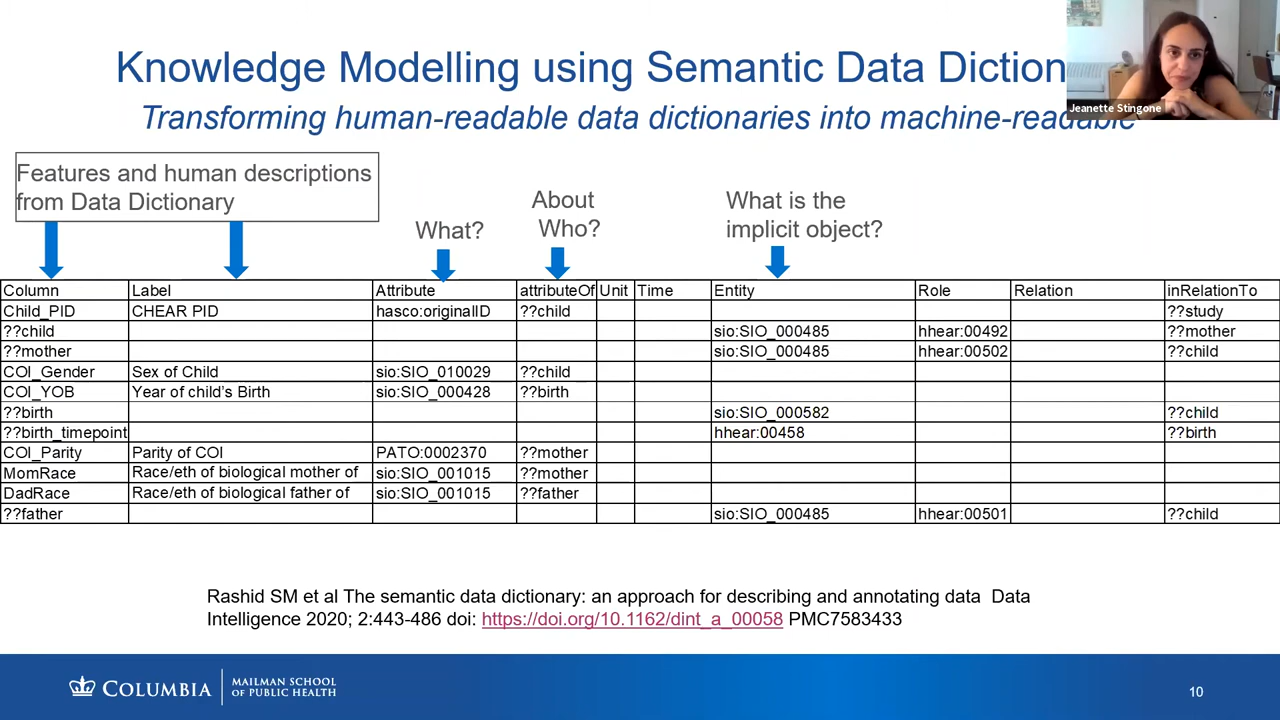 Knowledge Modelling using Semantic Data Diction
Transforming human-readable data dictionaries into machine-readable
Jeanette Stingone
Features and human descriptions
from Data Dictionary
What?
About
Who?
What is the
implicit object?
Column Label Attribute attributeOf Unit Time Entity Role Relation inRelationTo
Child_PID CHEAR PID hasco:originalID ??child ??study
??child sio:SIO_000485 hhear:00492 ??mother
??mother sio:SIO_000485 hhear:00502 ??child
COI_Gender Sex of Child sio:SIO_010029 ??child
COI_YOB Year of child's Birth sio:SIO_000428 ??birth
??birth sio:SIO_000582 ??child
??birth_timepoint hhear:00458 ??birth
COI_Parity Parity of COI PATO:0002370 ??mother
MomRace Race/eth of biological mother of sio:SIO_001015 ??mother
DadRace Race/eth of biological father of sio:SIO_001015 ??father
??father sio:SIO_000485 hhear:00501 ??child
Rashid SM et al The semantic data dictionary: an approach for describing and annotating data Data
Intelligence 2020; 2:443-486 doi: https://doi.org/10.1162/dint_a_00058 PMC7583433
COLUMBIA
MAILMAN SCHOOL
OF PUBLIC HEALTH
10